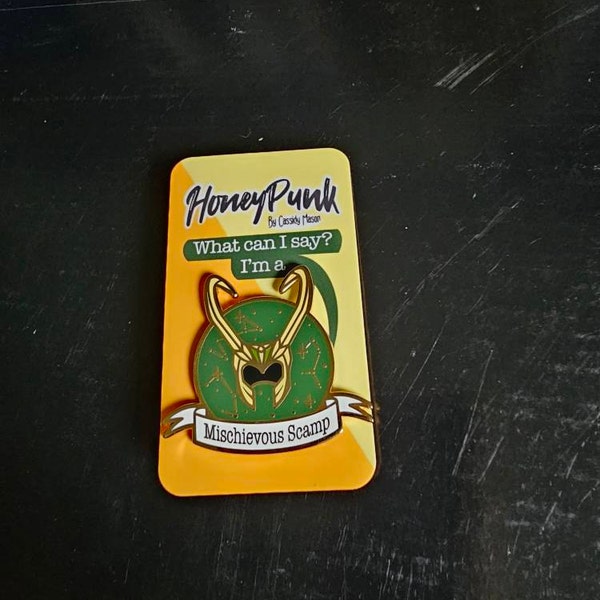 HoneyPunk
By Cassidy Mason
What can I say?
I'm a
Mischievous Scamp